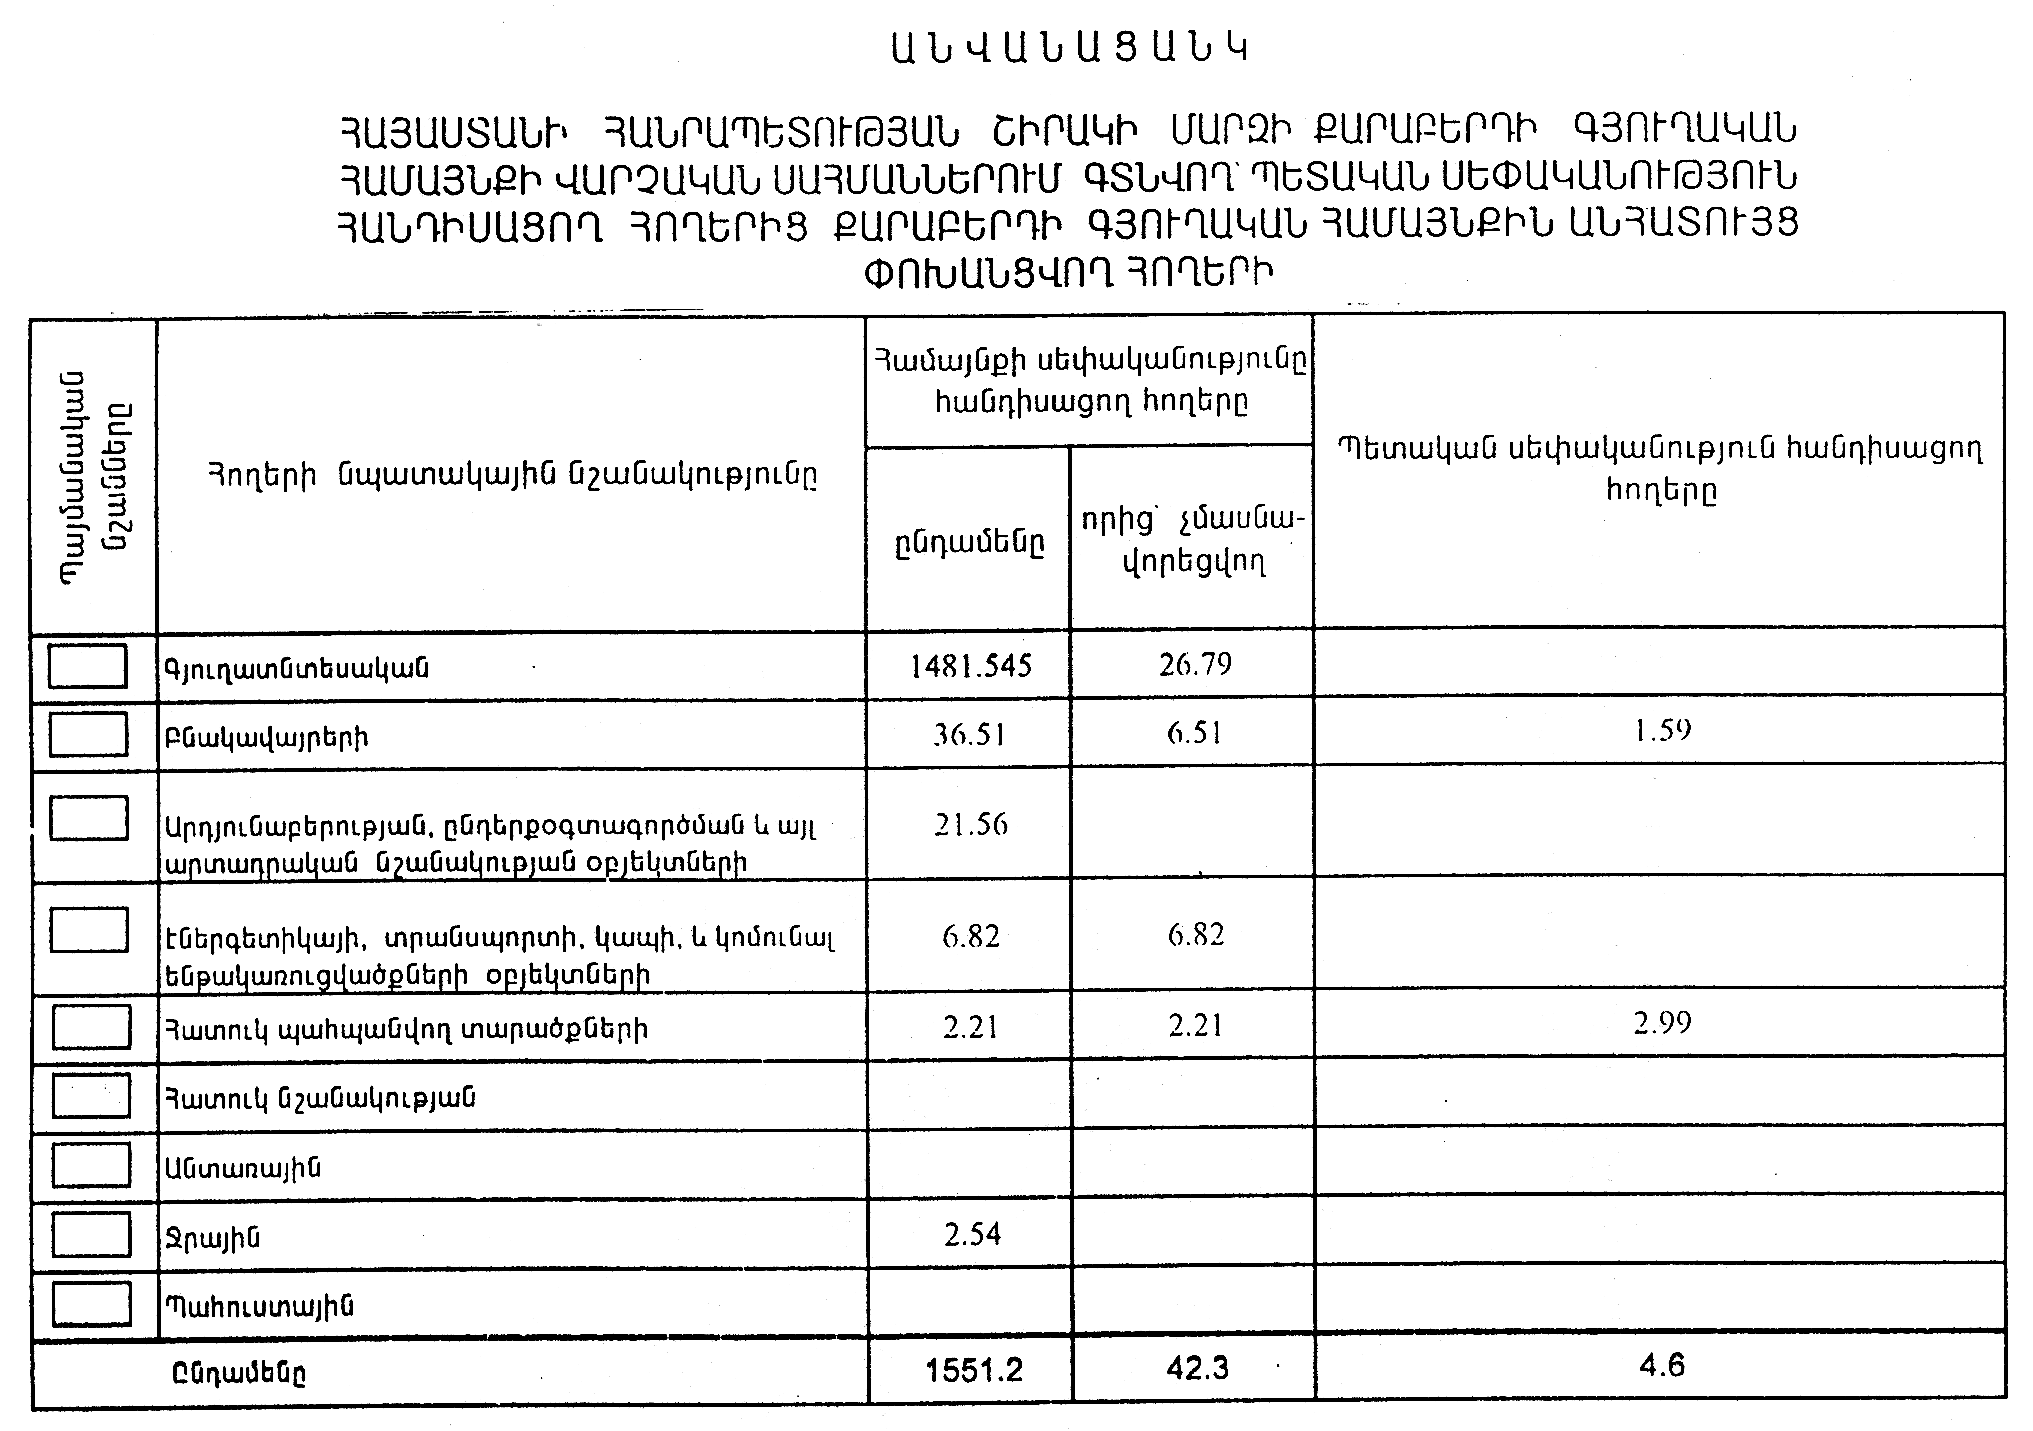 ԱՆՎԱՆԱՑԱՆԿ
ՀԱՅԱՍՏԱՆԻ ՀԱՆՐԱՊԵՏՈՒԹՅԱՆ ՇԻՐԱԿԻ ՄԱՐԶԻ ՔԱՐԱԲԵՐԴԻ ԳՅՈՒՂԱԿԱՆ
ՀԱՄԱՅՆՔԻ ՎԱՐՉԱԿԱՆ ՍԱՀՄԱՆՆԵՐՈՒՄ ԳՏՆՎՈՂ՝ ՊԵՏԱԿԱՆ ՍԵՓԱԿԱՆՈՒԹՅՈՒՆ
ՀԱՆԴԻՍԱՑՈՂ ՀՈՂԵՐԻՑ ՔԱՐԱԲԵՐԴԻ ԳՅՈՒՂԱԿԱՆ ՀԱՄԱՅՆՔԻՆ ԱՆՀԱՏՈՒՅՑ
ՓՈԽԱՆՑՎՈՂ ՀՈՂԵՐԻ
Պայմանական
նշանները
Հողերի նպատակային նշանակությունը
Համայնքի սեփականությունը
հանդիսացող հողերը
Պետական սեփականություն հանդիսացող
հողերը
ընդամենը
որից՝ չմասնա-
վորեցվող
Գյուղատնտեսական 1481.545 26.79
Բնակավայրերի 36.51 6.51 1.59
Արդյունաբերության, ընդերքօգտագործման և այլ 21.56
արտադրական նշանակության օբյեկտների
էներգետիկայի, տրանսպորտի, կապի, և կոմունալ 6.82 6.82
ենթակառուցվածքների օբյեկտների
Հատուկ պահպանվող տարածքների 2.21 2.21 2.99
Հատուկ նշանակության
Անտառային
Ջրային 2.54
Պահուստային
Ընդամենը 1551.2 42.3 4.6